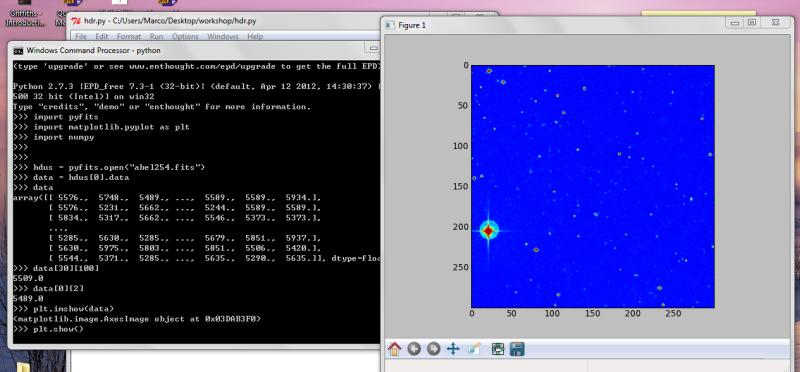 Griffiths -
Introducti...
hdr.py - C:/Users/Marco/Desktop/workshop/hdr.py
File Edit Format Run Options Windows Help
Windows Command Processor - python
(type 'upgrade' or see www.enthought.com/epd/upgrade to get the full EPD)
Python 2.7.3 |EPD_free 7.3-1 (32-bit)| (default, Apr 12 2012, 14:30:37) [
500 32 bit (Intel)] on win32
Type "credits", "demo" or "enthought" for more information.
>>> import pyfits
>>> import matplotlib.pyplot as plt
>>> import numpy
>>>
>>>
>>> hdus = pyfits.open("abel254.fits")
>>> data = hdus[0].data
>>> data
array([[ 5576., 5748., 5489., ..., 5589., 5589., 5934.],
[ 5576., 5231., 5662., ..., 5244., 5589., 5589.],
[ 5834., 5317., 5662., ..., 5546., 5373., 5373.],
...,
[ 5285., 5630., 5285., ..., 5679., 5851., 5937.],
[ 5630., 5975., 5803., ..., 5851., 5506., 5420.],
[ 5544., 5371., 5285., ..., 5635., 5290., 5635.]], dtype=floa
>>> data[30][100]
5509.0
>>> data[0][2]
5489.0
>>> plt.imshow(data)
<matplotlib.image.AxesImage object at 0x03DAB3F0>
>>> plt.show()
Figure 1
0
50
100
150
200
250
0 50 100 150 200 250